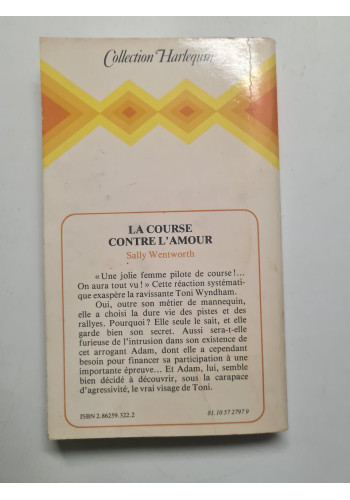 Collection Harlequin
LA COURSE
CONTRE L'AMOUR
Sally Wentworth
« Une jolie femme pilote de course !...
On aura tout vu ! » Cette réaction systémati-
que exaspère la ravissante Toni Wyndham.
Oui, outre son métier de mannequin,
elle a choisi la dure vie des pistes et des
rallyes. Pourquoi ? Elle seule le sait, et elle
garde bien son secret. Aussi sera-t-elle
furieuse de l'intrusion dans son existence de
cet arrogant Adam, dont elle a cependant
besoin pour financer sa participation à une
importante épreuve... Et Adam, lui, semble
bien décidé à découvrir, sous la carapace
d'agressivité, le vrai visage de Toni.
ISBN 2.86259.322.2
81.10.57.2797 9